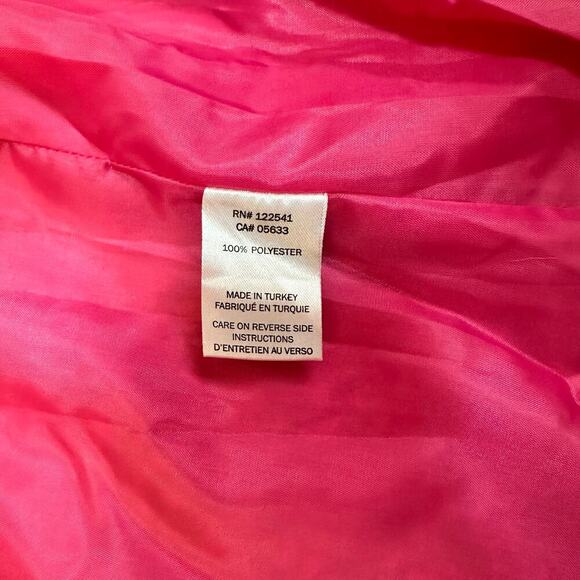 RN# 122541
CA# 05633
100% POLYESTER
MADE IN TURKEY
FABRIQUÉ EN TURQUIE
CARE ON REVERSE SIDE
INSTRUCTIONS
D'ENTRETIEN AU VERSO